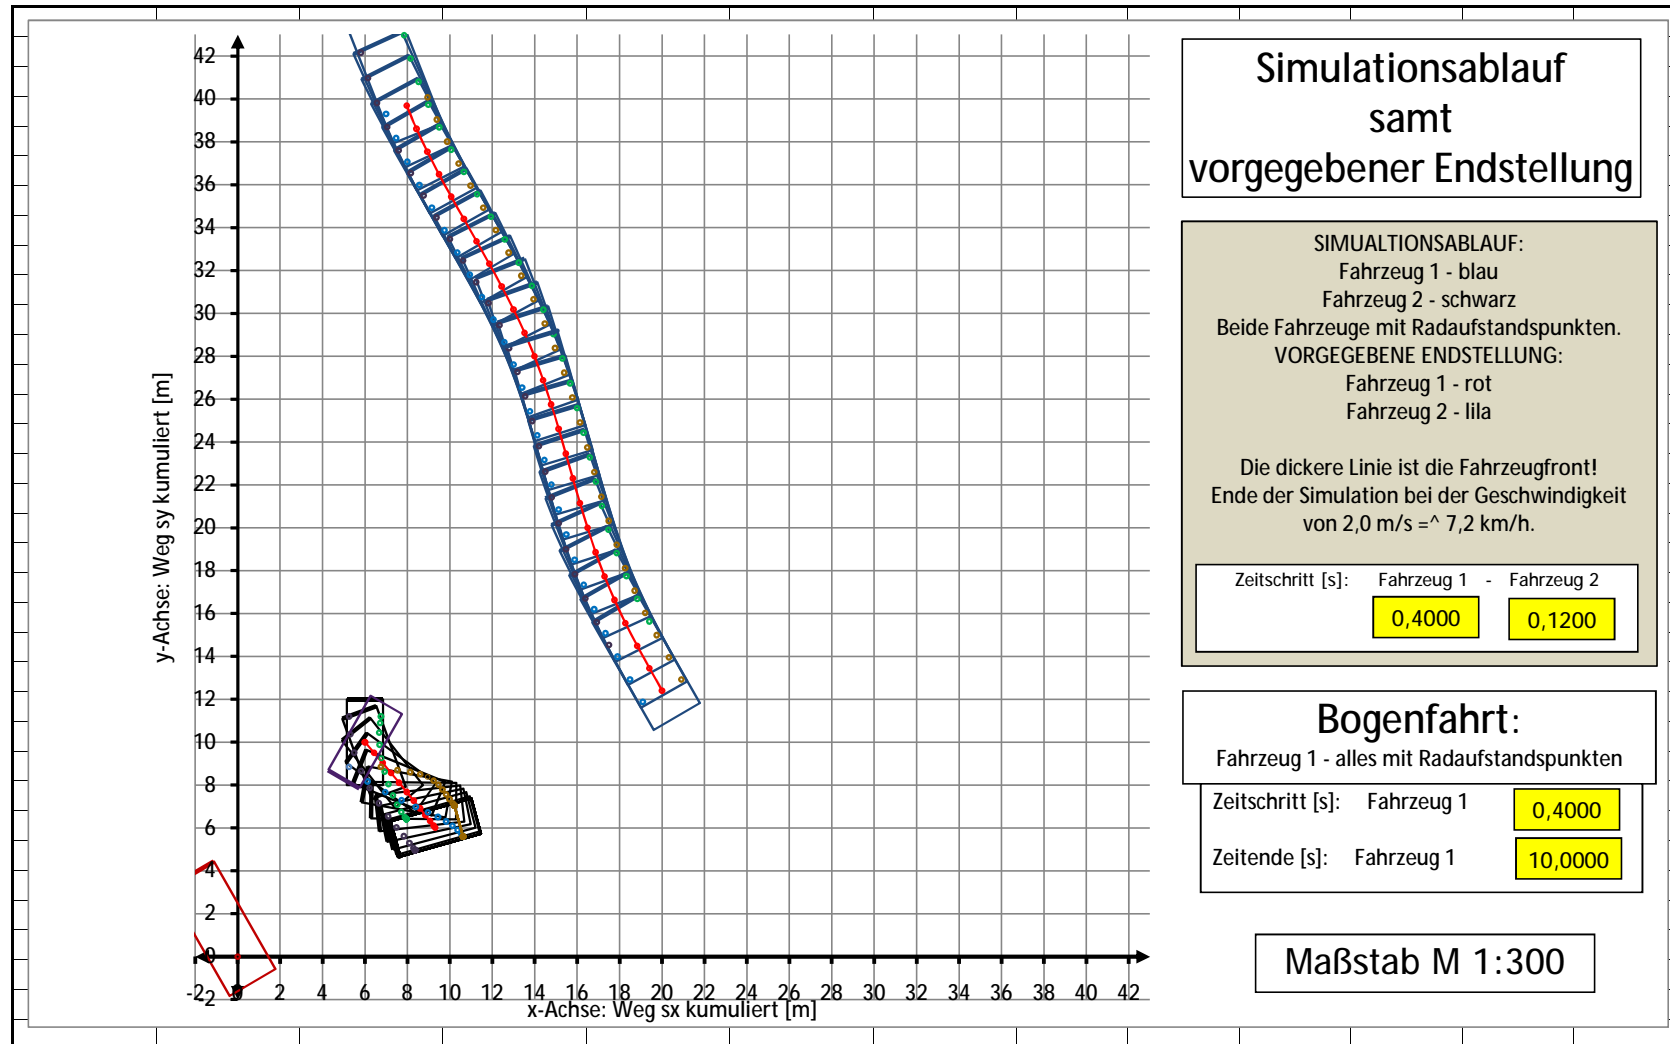 Simulationsablauf
samt
vorgegebener Endstellung
SIMUALTIONSABLAUF:
Fahrzeug 1 - blau
Fahrzeug 2 - schwarz
Beide Fahrzeuge mit Radaufstandspunkten.
VORGEGEBENE ENDSTELLUNG:
Fahrzeug 1 - rot
Fahrzeug 2 - lila
Die dickere Linie ist die Fahrzeugfront!
Ende der Simulation bei der Geschwindigkeit
von 2,0 m/s =^ 7,2 km/h.
Zeitschritt [s]: Fahrzeug 1 - Fahrzeug 2
0,4000 0,1200
Bogenfahrt:
Fahrzeug 1 - alles mit Radaufstandspunkten
Zeitschritt [s]: Fahrzeug 1 0,4000
Zeitende [s]: Fahrzeug 1 10,0000
Maßstab M 1:300
y-Achse: Weg sy kumuliert [m]
42
40
38
36
34
32
30
28
26
24
22
20
18
16
14
12
10
8
6
4
2
0
-2
-2 0 2 4 6 8 10 12 14 16 18 20 22 24 26 28 30 32 34 36 38 40 42
x-Achse: Weg sx kumuliert [m]